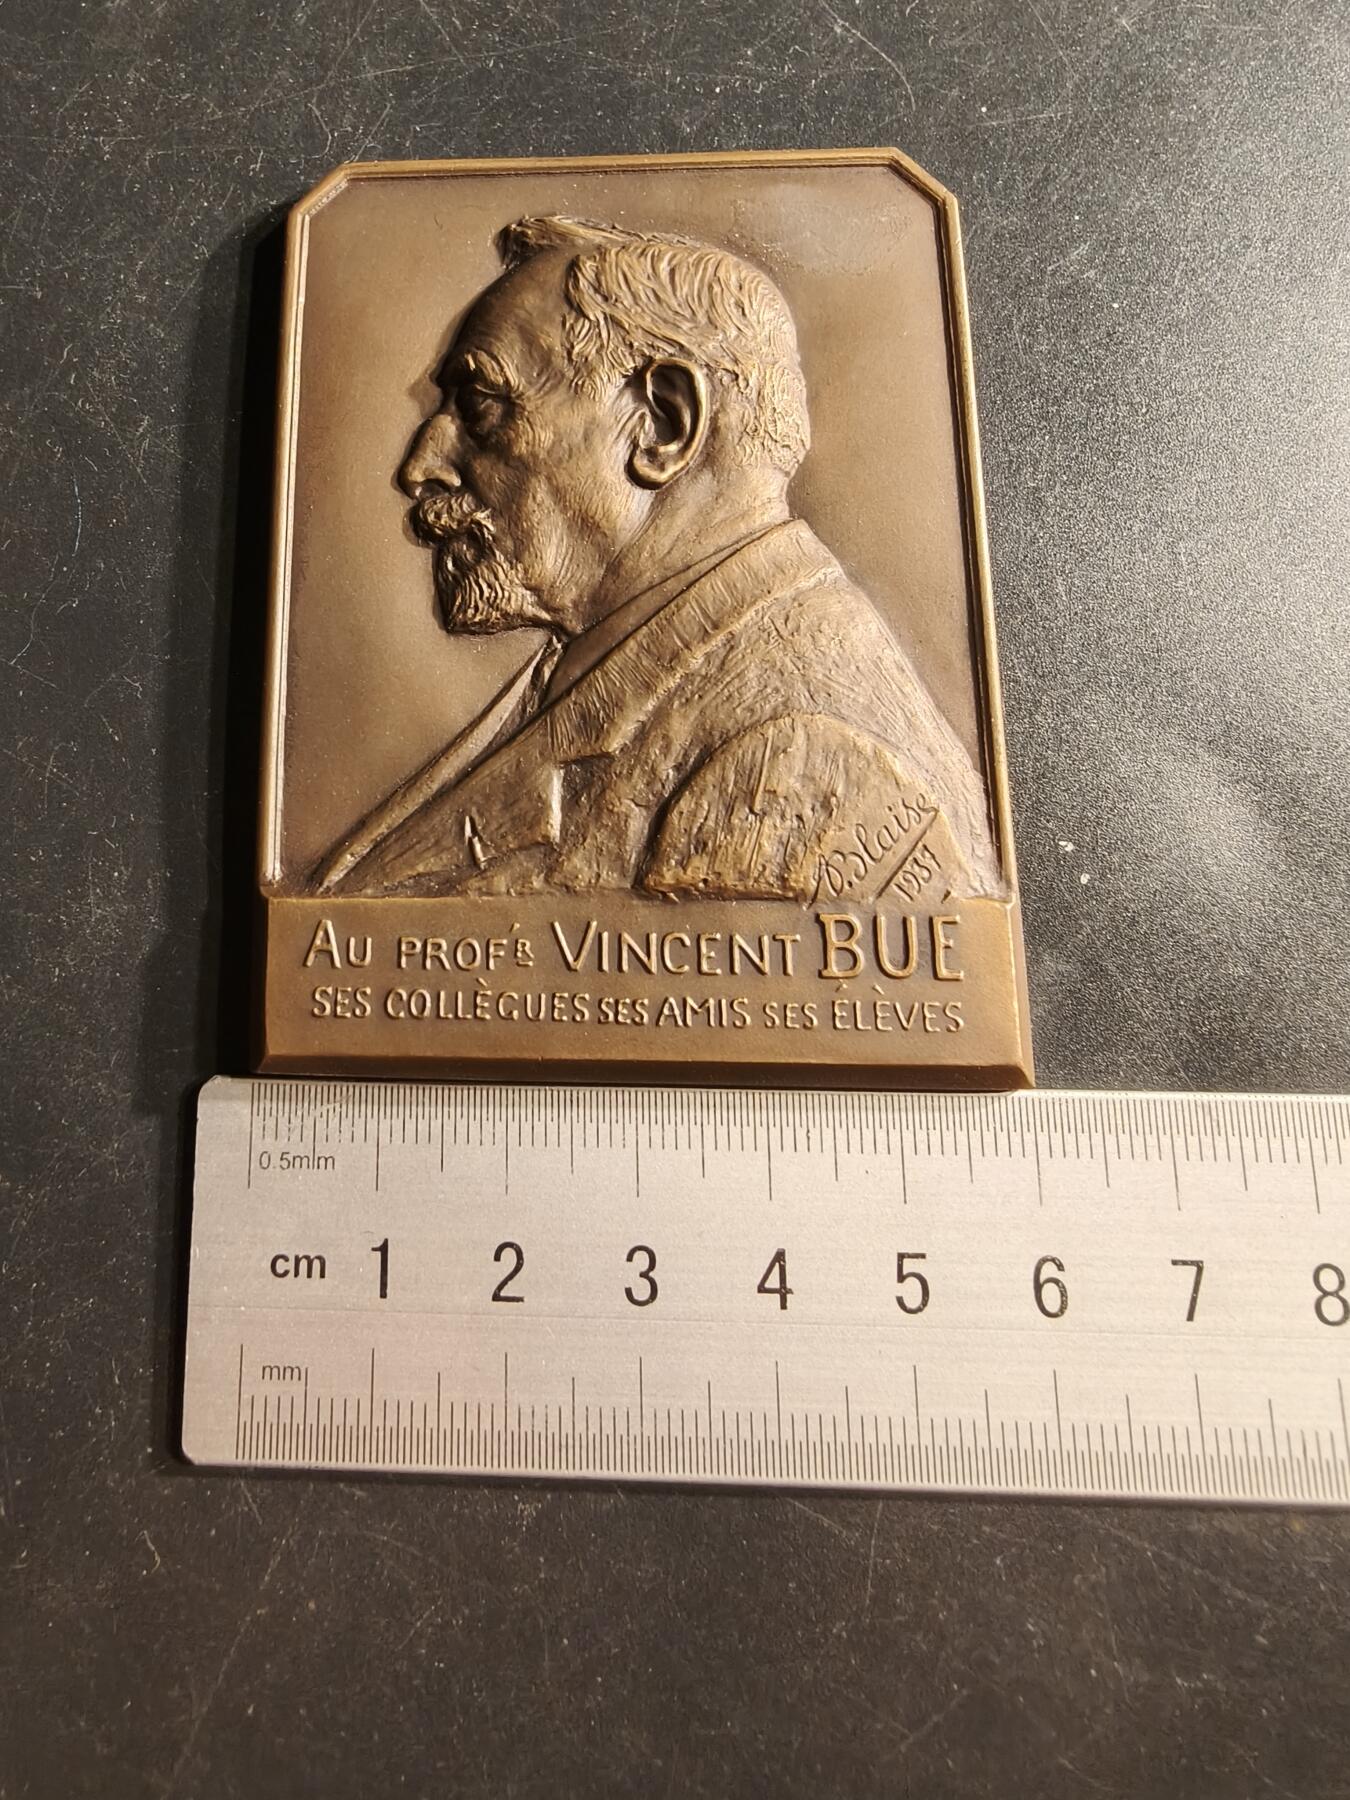 A. Blaise
1937
AU PROFR VINCENT BUÉ
SES COLLÈGUES SES AMIS SES ÉLÈVES
0.5mm
cm 1 2 3 4 5 6 7 8
mm